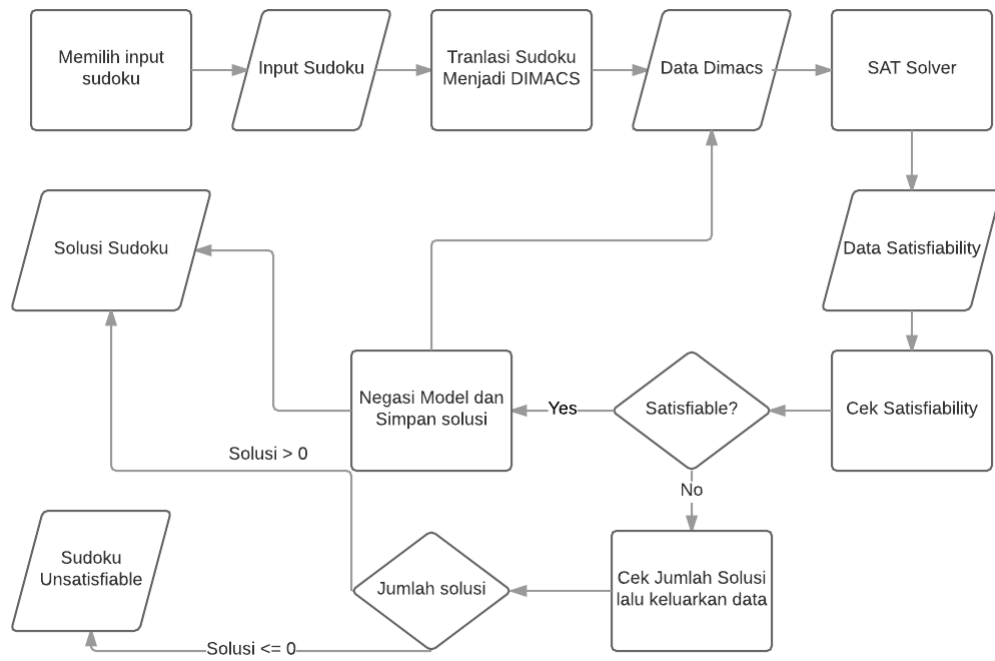 Memilih input
sudoku
Input Sudoku
Tranlasi Sudoku
Menjadi DIMACS
Data Dimacs
SAT Solver
Solusi Sudoku
Data Satisfiability
Negasi Model dan
Simpan solusi
Yes
Satisfiable?
Cek Satisfiability
Solusi > 0
No
Sudoku
Unsatisfiable
Jumlah solusi
Cek Jumlah Solusi
lalu keluarkan data
Solusi <= 0